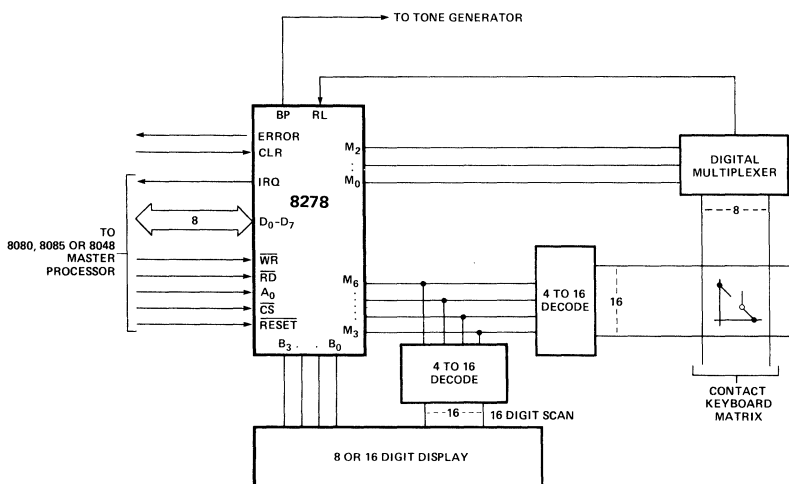 TO TONE GENERATOR
BP RL
ERROR
CLR
M2
M0
DIGITAL
MULTIPLEXER
IRQ
8278
8
D0-D7
8
TO
8080, 8085 OR 8048
MASTER
PROCESSOR
WR
RD
A0
CS
RESET
M6
M3
4 TO 16
DECODE
16
B3 . . B0
4 TO 16
DECODE
16
16 DIGIT SCAN
CONTACT
KEYBOARD
MATRIX
8 OR 16 DIGIT DISPLAY